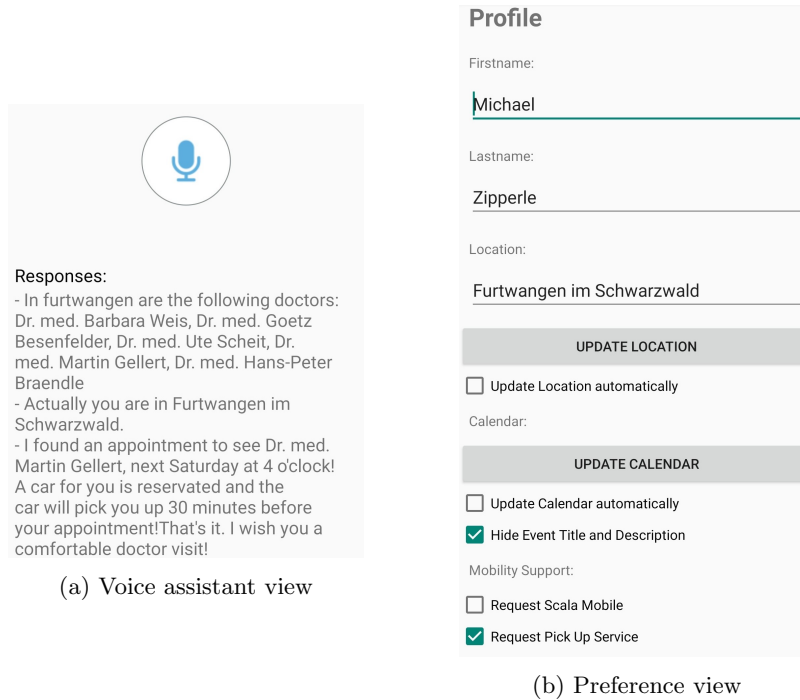 Responses:
- In furtwangen are the following doctors:
Dr. med. Barbara Weis, Dr. med. Goetz
Besenfelder, Dr. med. Ute Scheit, Dr.
med. Martin Gellert, Dr. med. Hans-Peter
Braendle
- Actually you are in Furtwangen im
Schwarzwald.
- I found an appointment to see Dr. med.
Martin Gellert, next Saturday at 4 o'clock!
A car for you is reservated and the
car will pick you up 30 minutes before
your appointment!That's it. I wish you a
comfortable doctor visit!
(a) Voice assistant view
Profile
Firstname:
Michael
Lastname:
Zipperle
Location:
Furtwangen im Schwarzwald
UPDATE LOCATION
Update Location automatically
Calendar:
UPDATE CALENDAR
Update Calendar automatically
Hide Event Title and Description
Mobility Support:
Request Scala Mobile
Request Pick Up Service
(b) Preference view